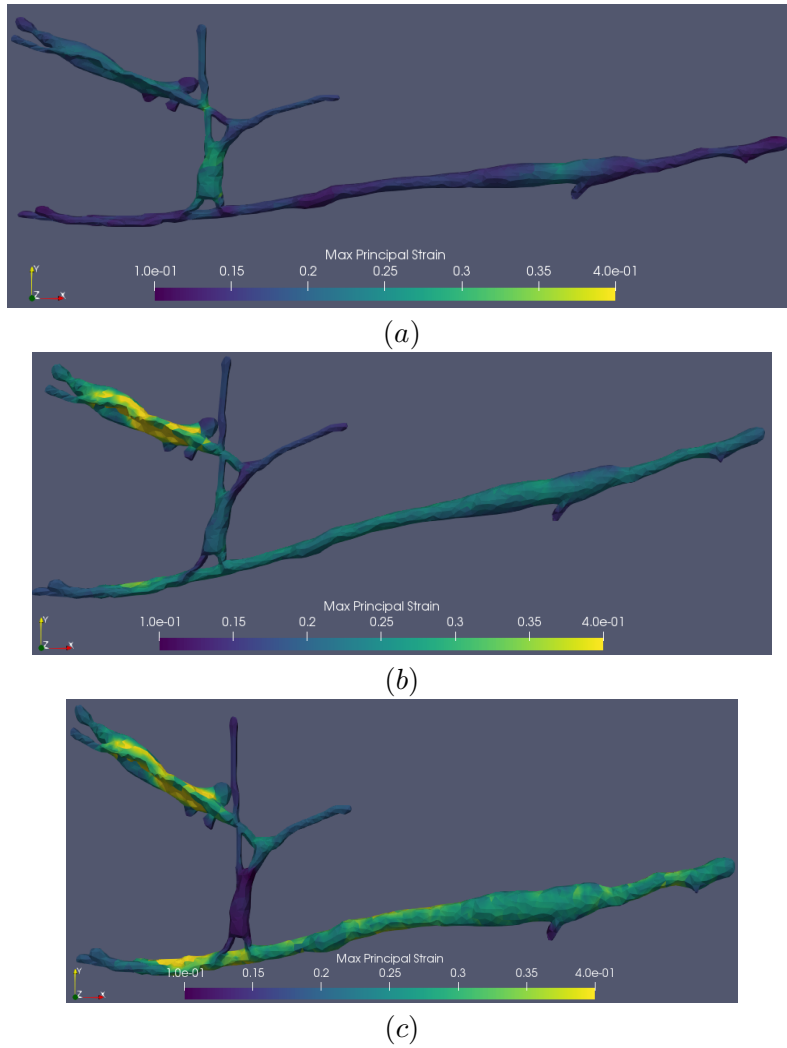 Max Principal Strain
1.0e-01 0.15 0.2 0.25 0.3 0.35 4.0e-01
Y
Z X
(a)
Max Principal Strain
1.0e-01 0.15 0.2 0.25 0.3 0.35 4.0e-01
Y
Z X
(b)
Max Principal Strain
1.0e-01 0.15 0.2 0.25 0.3 0.35 4.0e-01
Y
Z X
(c)